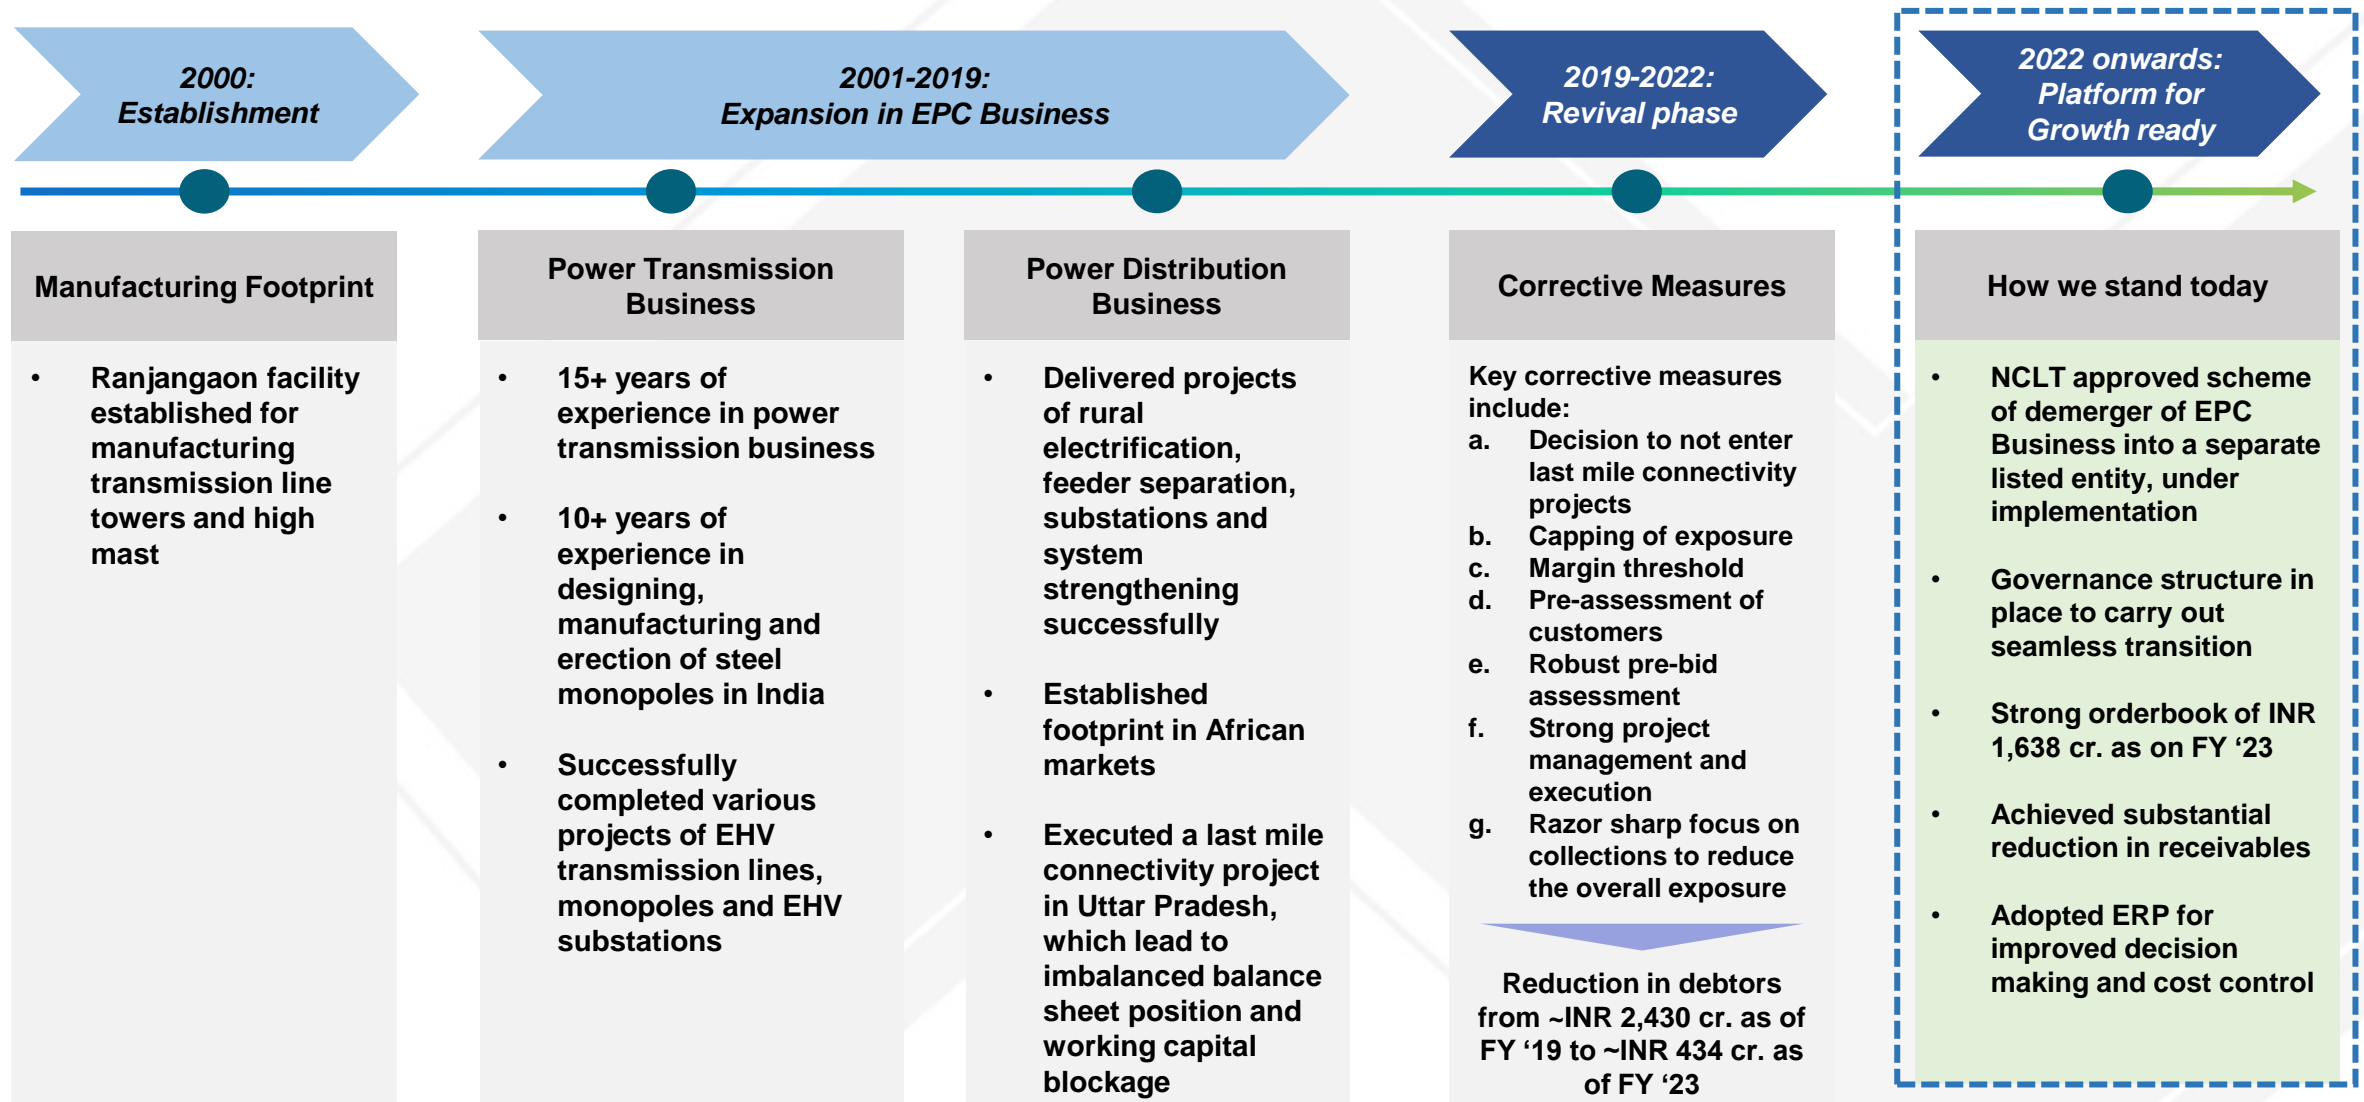 2000:
Establishment
2001-2019:
Expansion in EPC Business
2019-2022:
Revival phase
2022 onwards:
Platform for
Growth ready
Manufacturing Footprint
• Ranjangaon facility
established for
manufacturing
transmission line
towers and high
mast
Power Transmission
Business
• 15+ years of
experience in power
transmission business
• 10+ years of
experience in
designing,
manufacturing and
erection of steel
monopoles in India
• Successfully
completed various
projects of EHV
transmission lines,
monopoles and EHV
substations
Power Distribution
Business
• Delivered projects
of rural
electrification,
feeder separation,
substations and
system
strengthening
successfully
• Established
footprint in African
markets
• Executed a last mile
connectivity project
in Uttar Pradesh,
which lead to
imbalanced balance
sheet position and
working capital
blockage
Corrective Measures
Key corrective measures
include:
a. Decision to not enter
last mile connectivity
projects
b. Capping of exposure
c. Margin threshold
d. Pre-assessment of
customers
e. Robust pre-bid
assessment
f. Strong project
management and
execution
g. Razor sharp focus on
collections to reduce
the overall exposure
Reduction in debtors
from ~INR 2,430 cr. as of
FY ‘19 to ~INR 434 cr. as
of FY ‘23
How we stand today
• NCLT approved scheme
of demerger of EPC
Business into a separate
listed entity, under
implementation
• Governance structure in
place to carry out
seamless transition
• Strong orderbook of INR
1,638 cr. as on FY ‘23
• Achieved substantial
reduction in receivables
• Adopted ERP for
improved decision
making and cost control